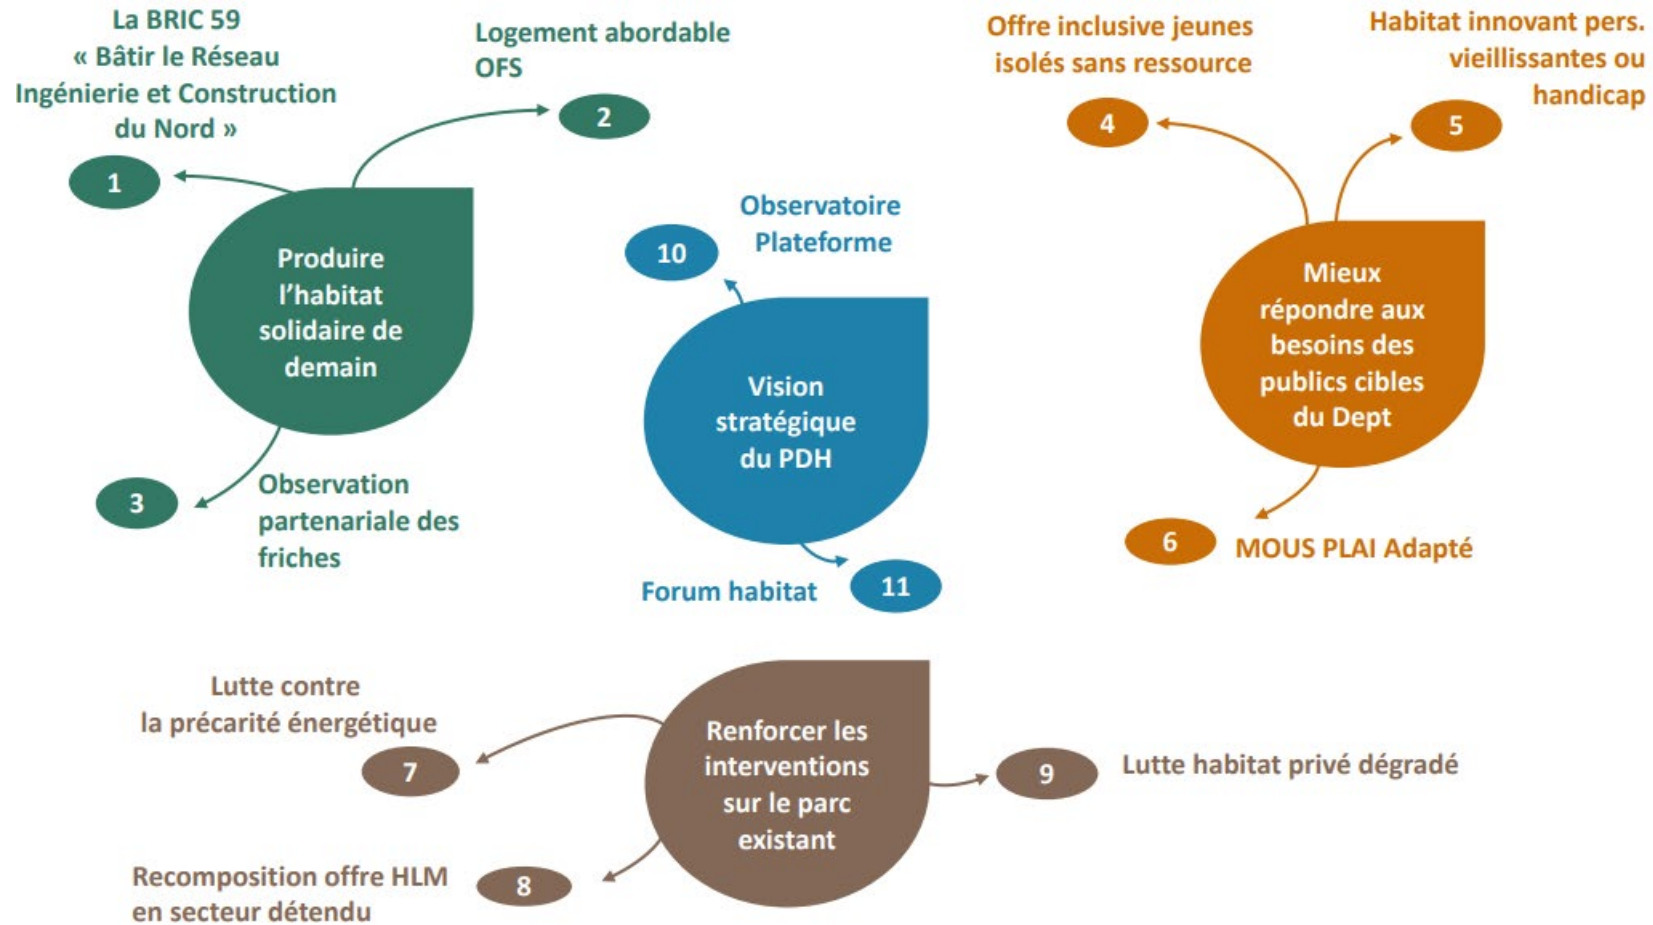 La BRIC 59
« Bâtir le Réseau
Ingénierie et Construction
du Nord »
1
Logement abordable
OFS
2
Produire
l'habitat
solidaire de
demain
3
Observation
partenariale des
friches
Observatoire
Plateforme
10
Vision
stratégique
du PDH
Forum habitat
11
Offre inclusive jeunes
isolés sans ressource
4
Habitat innovant pers.
vieillissantes ou
handicap
5
Mieux
répondre aux
besoins des
publics cibles
du Dept
6
MOUS PLAI Adapté
Lutte contre
la précarité énergétique
7
Renforcer les
interventions
sur le parc
existant
9
Lutte habitat privé dégradé
Recomposition offre HLM
en secteur détendu
8